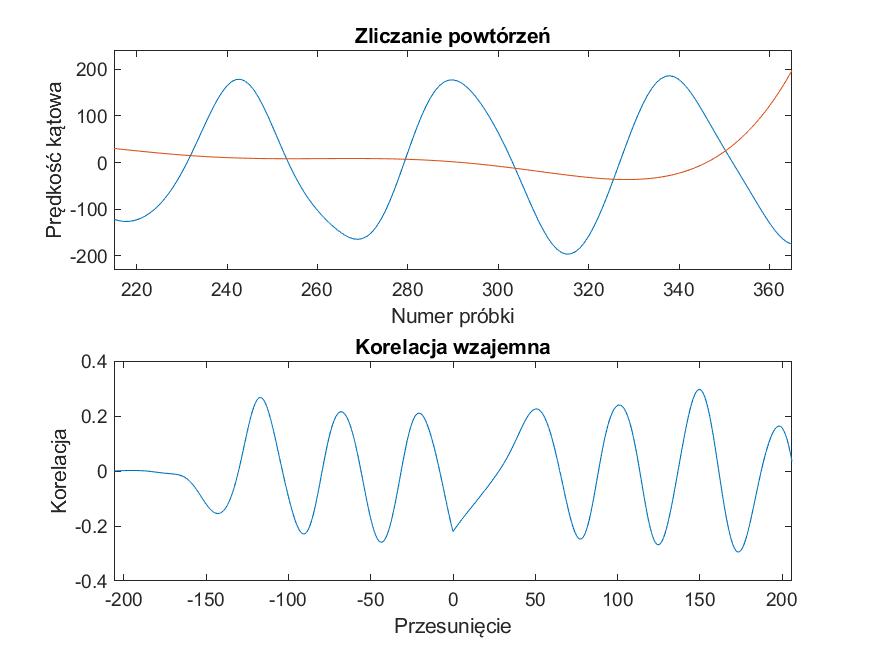 Zliczanie powtórzeń
Prędkość kątowa
200
100
0
-100
-200
220 240 260 280 300 320 340 360
Numer próbki
Korelacja wzajemna
Korelacja
0.4
0.2
0
-0.2
-0.4
-200 -150 -100 -50 0 50 100 150 200
Przesunięcie